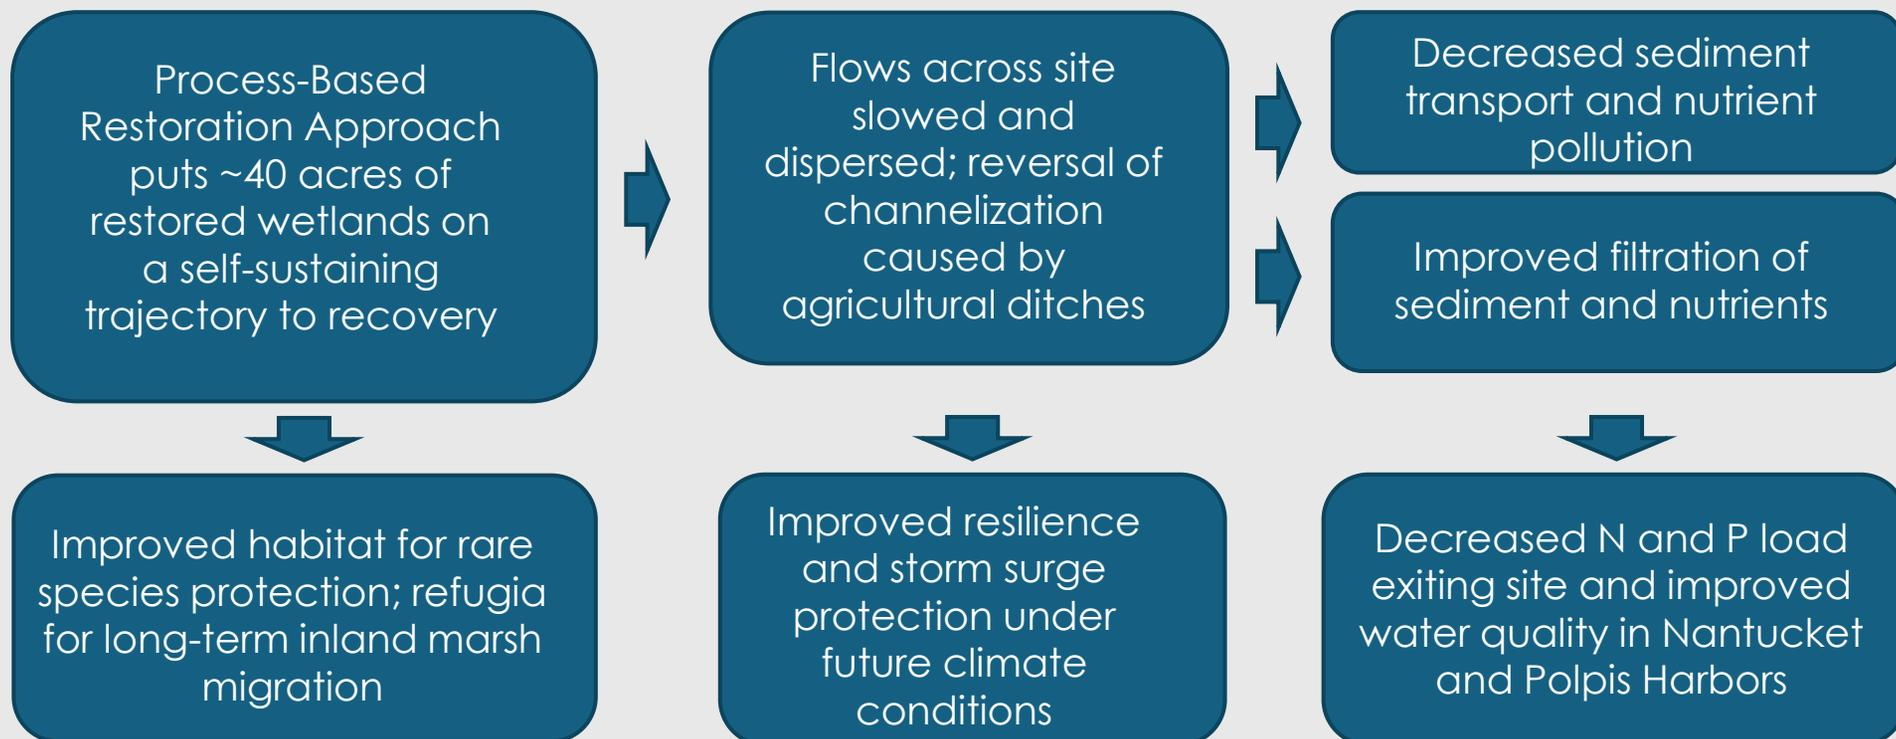 Process-Based
Restoration Approach
puts ~40 acres of
restored wetlands on
a self-sustaining
trajectory to recovery
Flows across site
slowed and
dispersed; reversal of
channelization
caused by
agricultural ditches
Decreased sediment
transport and nutrient
pollution
Improved filtration of
sediment and nutrients
Improved habitat for rare
species protection; refugia
for long-term inland marsh
migration
Improved resilience
and storm surge
protection under
future climate
conditions
Decreased N and P load
exiting site and improved
water quality in Nantucket
and Polpis Harbors